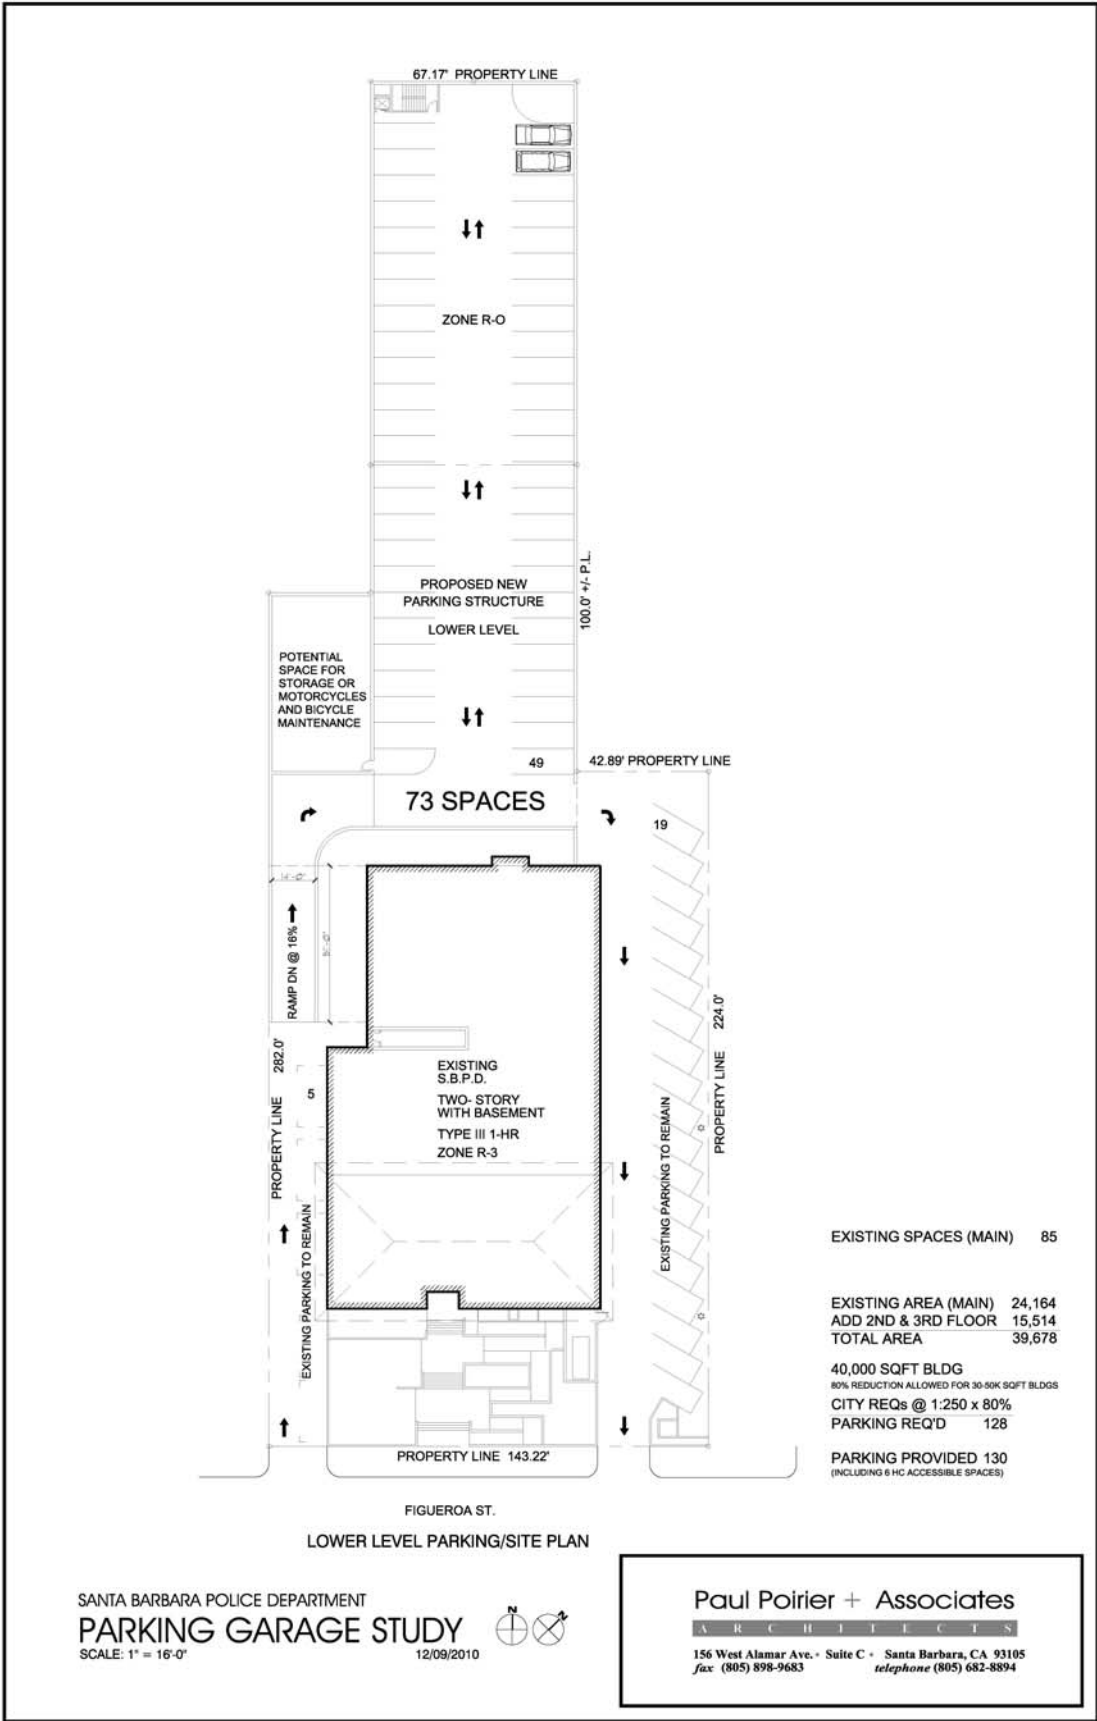 67.17' PROPERTY LINE
ZONE R-O
100.0' +/- P.L.
PROPOSED NEW
PARKING STRUCTURE
LOWER LEVEL
POTENTIAL
SPACE FOR
STORAGE OR
MOTORCYCLES
AND BICYCLE
MAINTENANCE
49
42.89' PROPERTY LINE
73 SPACES
19
14'-0"
RAMP DN @ 16%
PROPERTY LINE 282.0'
5
EXISTING
S.B.P.D.
TWO- STORY
WITH BASEMENT
TYPE III 1-HR
ZONE R-3
PROPERTY LINE 224.0'
EXISTING PARKING TO REMAIN
EXISTING PARKING TO REMAIN
EXISTING SPACES (MAIN) 85
EXISTING AREA (MAIN) 24,164
ADD 2ND & 3RD FLOOR 15,514
TOTAL AREA 39,678
40,000 SQFT BLDG
80% REDUCTION ALLOWED FOR 30-50K SQFT BLDGS
CITY REQs @ 1:250 x 80%
PARKING REQ'D 128
PARKING PROVIDED 130
(INCLUDING 6 HC ACCESSIBLE SPACES)
PROPERTY LINE 143.22'
FIGUEROA ST.
LOWER LEVEL PARKING/SITE PLAN
SANTA BARBARA POLICE DEPARTMENT
PARKING GARAGE STUDY
SCALE: 1" = 16'-0" 12/09/2010
N
N
Paul Poirier + Associates
A R C H I T E C T S
156 West Alamar Ave. + Suite C + Santa Barbara, CA 93105
fax (805) 898-9683 telephone (805) 682-8894